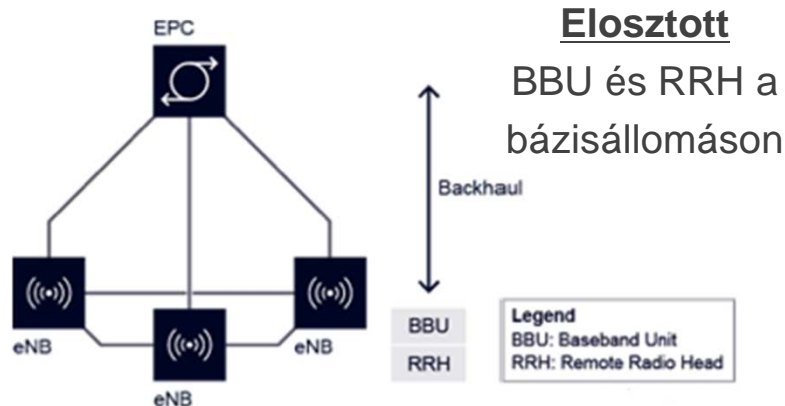 EPC
Elosztott
BBU és RRH a
bázisállomáson
Backhaul
eNB
eNB
eNB
BBU
RRH
Legend
BBU: Baseband Unit
RRH: Remote Radio Head